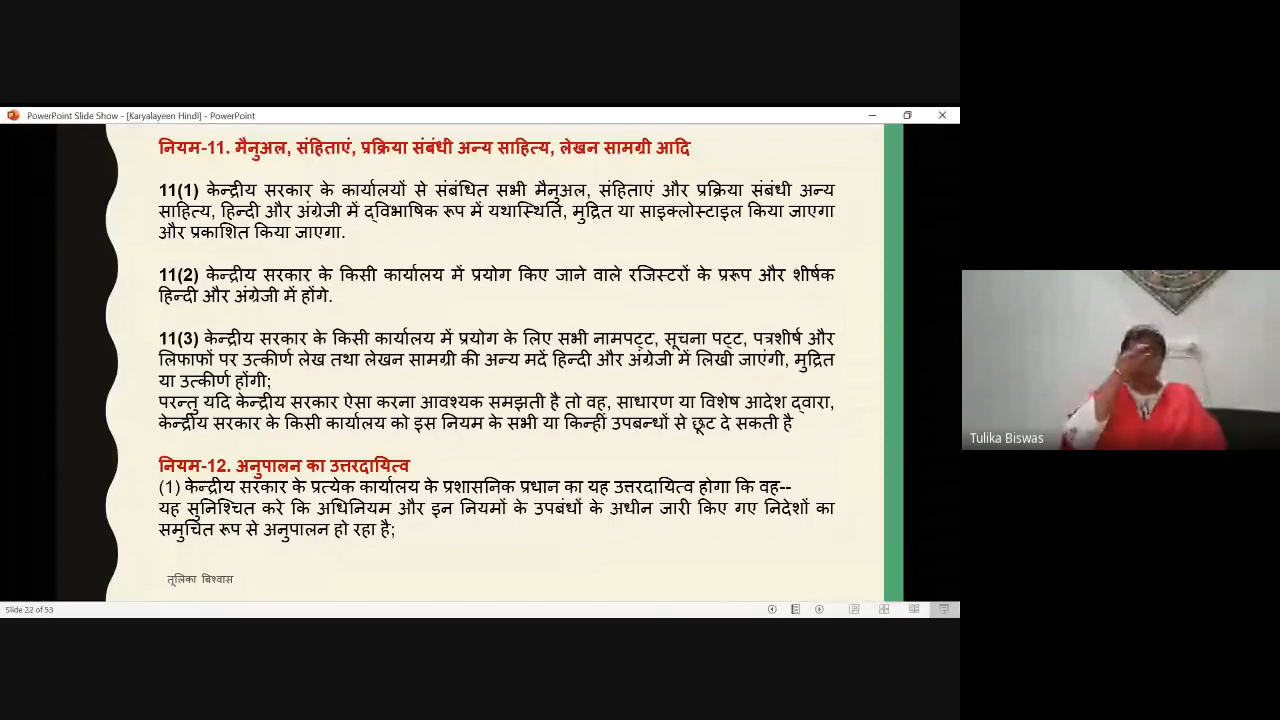 PowerPoint Slide Show - [Karyalayeen Hindi] - PowerPoint
नियम-11. मैनुअल, संहिताएं, प्रक्रिया संबंधी अन्य साहित्य, लेखन सामग्री आदि
11(1) केन्द्रीय सरकार के कार्यालयों से संबंधित सभी मैनुअल, संहिताएं और प्रक्रिया संबंधी अन्य
साहित्य, हिन्दी और अंग्रेजी में द्विभाषिक रूप में यथास्थिति, मुद्रित या साइक्लोस्टाइल किया जाएगा
और प्रकाशित किया जाएगा.
11(2) केन्द्रीय सरकार के किसी कार्यालय में प्रयोग किए जाने वाले रजिस्टरों के प्ररूप और शीर्षक
हिन्दी और अंग्रेजी में होंगे.
11(3) केन्द्रीय सरकार के किसी कार्यालय में प्रयोग के लिए सभी नामपट्ट, सूचना पट्ट, पत्रशीर्ष और
लिफाफों पर उत्कीर्ण लेख तथा लेखन सामग्री की अन्य मदें हिन्दी और अंग्रेजी में लिखी जाएंगी, मुद्रित
या उत्कीर्ण होंगी;
परन्तु यदि केन्द्रीय सरकार ऐसा करना आवश्यक समझती है तो वह, साधारण या विशेष आदेश द्वारा,
केन्द्रीय सरकार के किसी कार्यालय को इस नियम के सभी या किन्हीं उपबन्धों से छूट दे सकती है
नियम-12. अनुपालन का उत्तरदायित्व
(1) केन्द्रीय सरकार के प्रत्येक कार्यालय के प्रशासनिक प्रधान का यह उत्तरदायित्व होगा कि वह--
यह सुनिश्चित करे कि अधिनियम और इन नियमों के उपबंधों के अधीन जारी किए गए निदेशों का
समुचित रूप से अनुपालन हो रहा है;
तूलिका बिश्वास
Slide 22 of 53
Tulika Biswas